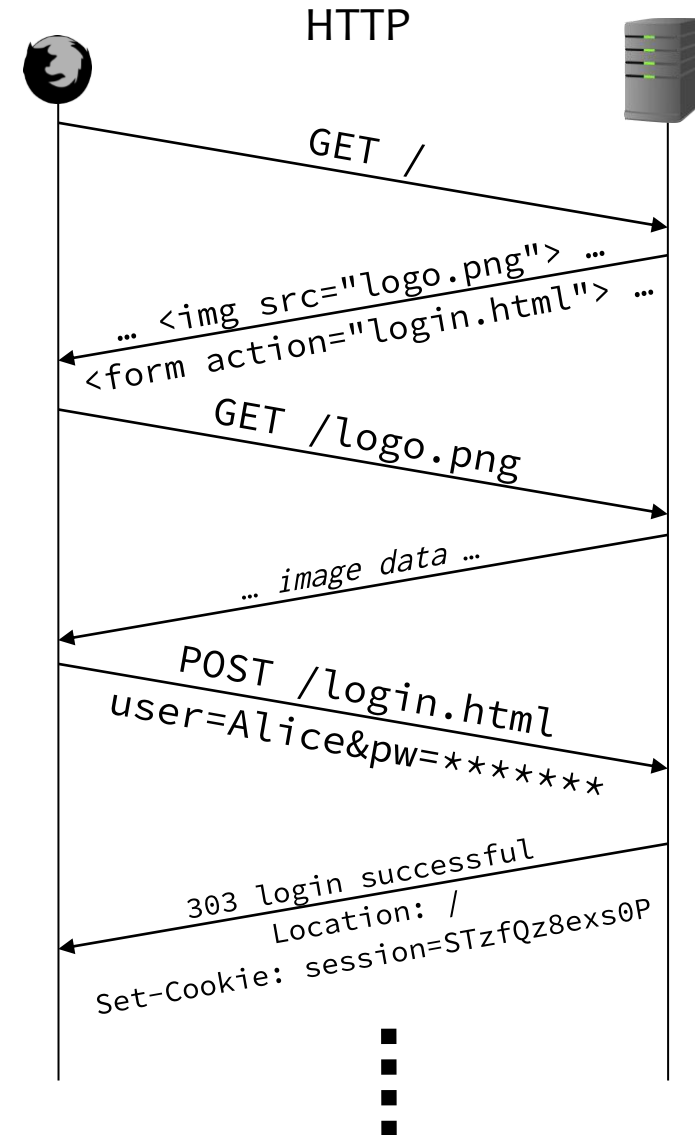 HTTP
GET /
… <img src="logo.png"> …
<form action="login.html"> …
GET /logo.png
… image data …
POST /login.html
user=Alice&pw=*******
303 login successful
Location: /
Set-Cookie: session=STzfQz8exs0P